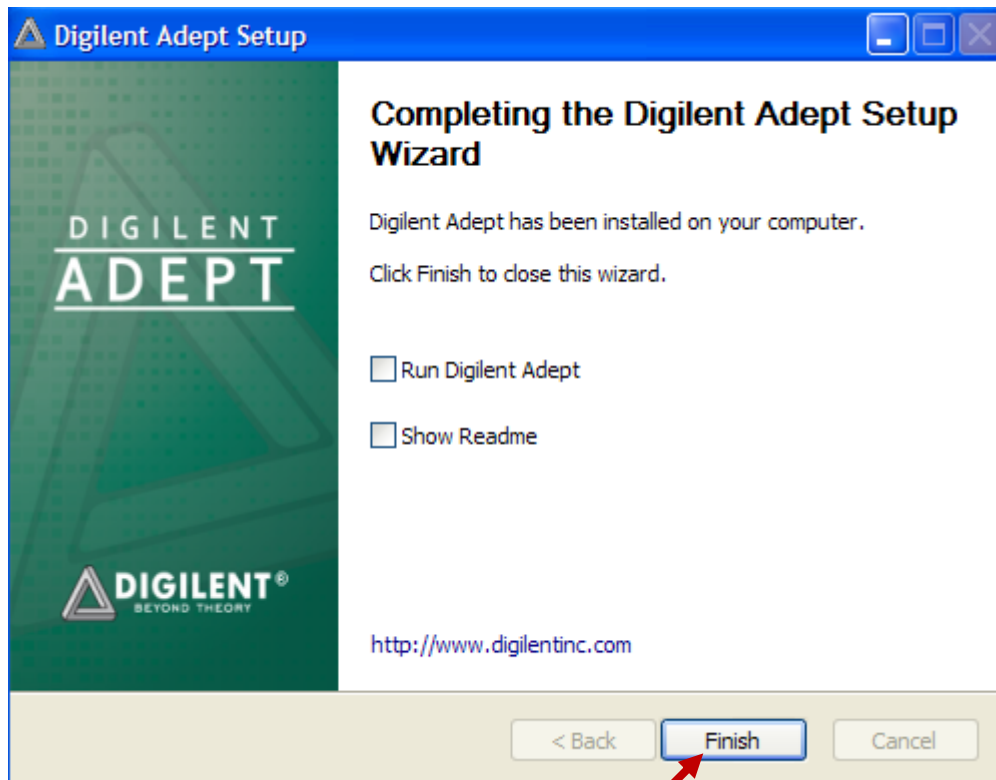 Digilent Adept Setup
DIGILENT
ADEPT
DIGILENT®
BEYOND THEORY
Completing the Digilent Adept Setup
Wizard
Digilent Adept has been installed on your computer.
Click Finish to close this wizard.
Run Digilent Adept
Show Readme
http://www.digilentinc.com
< Back Finish Cancel